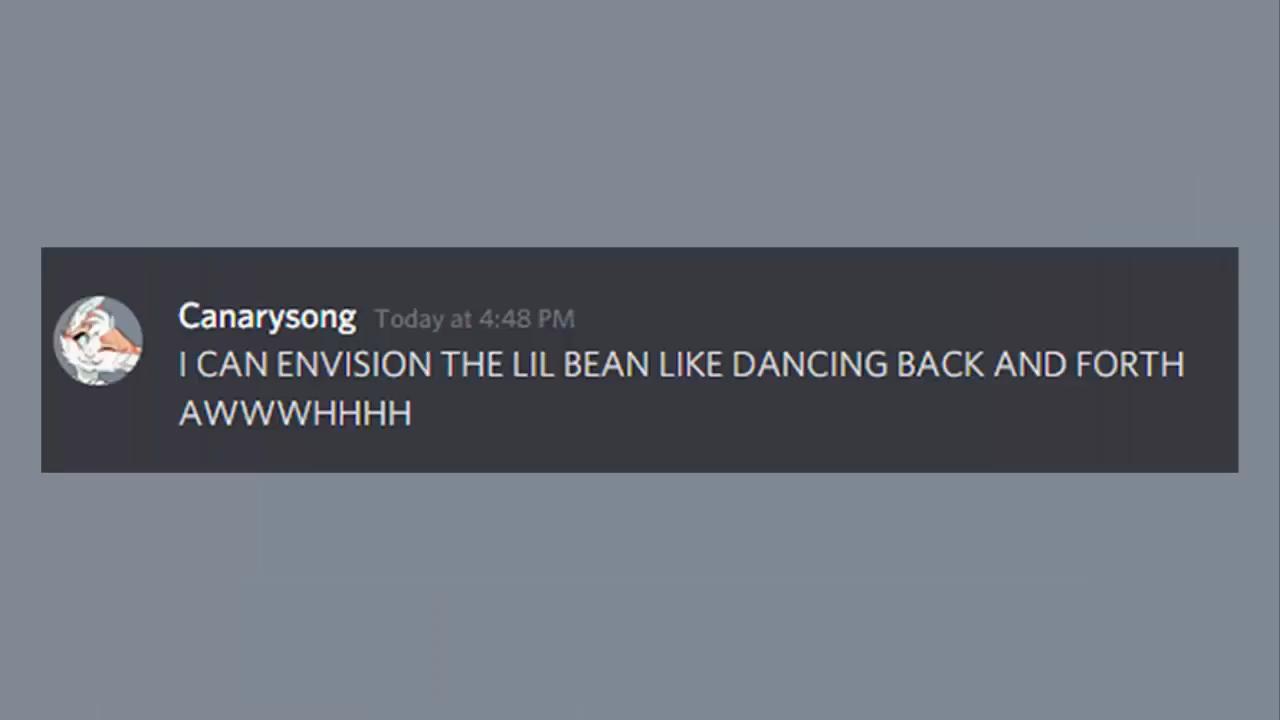 Canarysong Today at 4:48 PM
I CAN ENVISION THE LIL BEAN LIKE DANCING BACK AND FORTH
AWWWHHHH